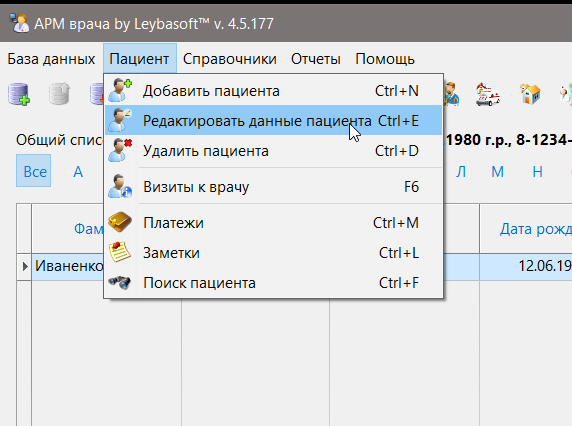 АРМ врача by Leybasoft™ v. 4.5.177
База данных Пациент Справочники Отчеты Помощь
Добавить пациента Ctrl+N
Редактировать данные пациента Ctrl+E
Общий 1980 г.р., 8-1234-
Удалить пациента Ctrl+D
Все А Л М Н
Визиты к врачу F6
Платежи Ctrl+M
Фам Дата рожд
Заметки Ctrl+L
Иваненко 12.06.19
Поиск пациента Ctrl+F